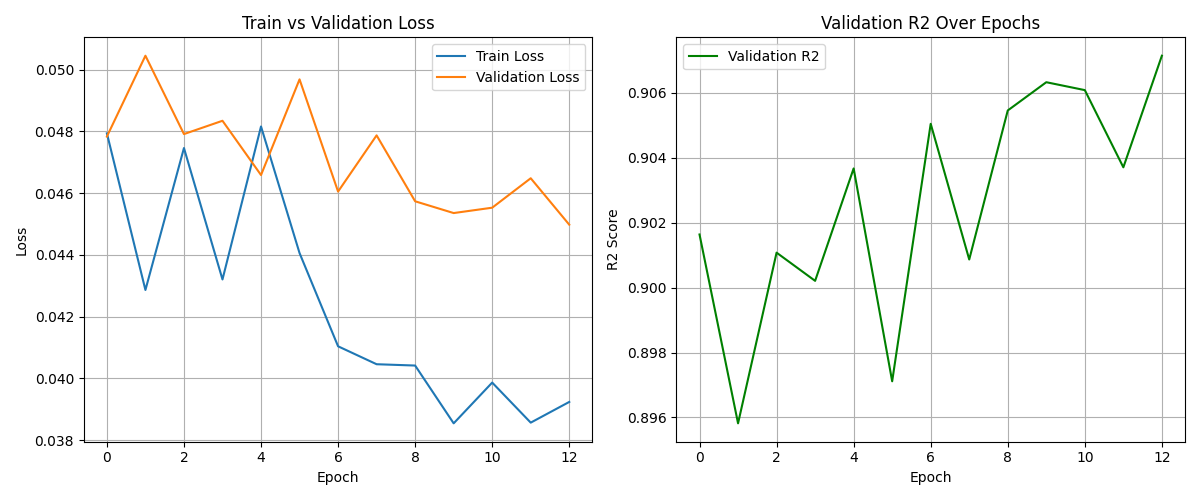 Train vs Validation Loss
Train Loss
Validation Loss
0.050
0.048
0.046
0.044
0.042
0.040
0.038
Loss
0 2 4 6 8 10 12
Epoch
Validation R2 Over Epochs
Validation R2
0.906
0.904
0.902
0.900
0.898
0.896
R2 Score
0 2 4 6 8 10 12
Epoch